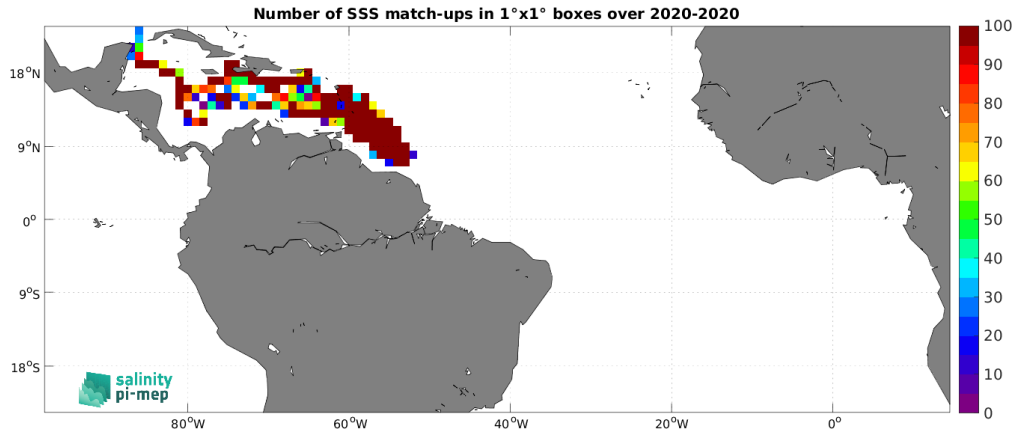 Number of SSS match-ups in 1°x1° boxes over 2020-2020
100
18°N
90
80
70
9°N
60
50
0°
40
30
9°S
20
18°S
salinity
pi-mep
10
0
80°W
60°W
40°W
20°W
0°